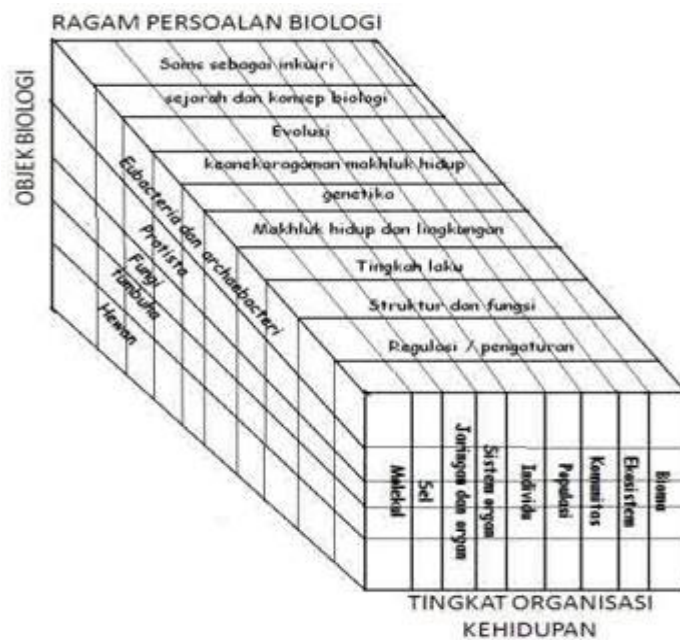 RAGAM PERSOALAN BIOLOGI
OBJEK BIOLOGI
Sains sebagai inkuiri
sejarah dan konsep biologi
Evolusi
keanekaragaman makhluk hidup
genetika
Makhluk hidup dan lingkungan
Tingkah laku
Struktur dan fungsi
Regulasi / pengaturan
Eubacteria dan archaebacteri
Protista
Fungi
Tumbuha
Hewan
Molekul
Sel
Jaringan dan organ
Sistem organ
Individu
Populasi
Komunitas
Ekosistem
Bioma
TINGKAT ORGANISASI
KEHIDUPAN